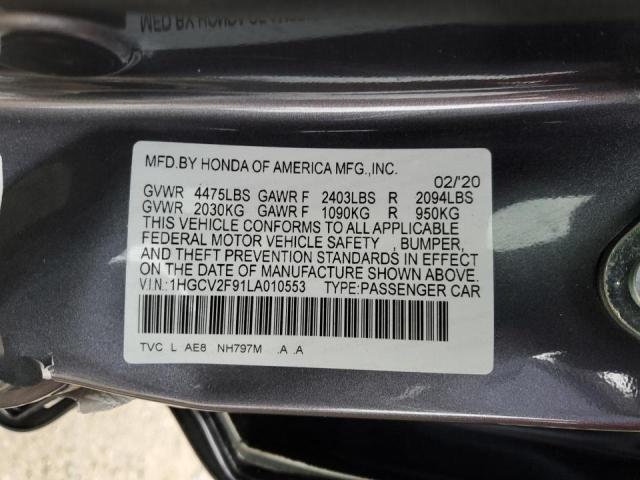 MFD.BY HONDA OF AMERICA MFG.,INC.
02/'20
GVWR 4475LBS GAWR F 2403LBS R 2094LBS
GVWR 2030KG GAWR F 1090KG R 950KG
THIS VEHICLE CONFORMS TO ALL APPLICABLE
FEDERAL MOTOR VEHICLE SAFETY , BUMPER,
AND THEFT PREVENTION STANDARDS IN EFFECT
ON THE DATE OF MANUFACTURE SHOWN ABOVE.
VIN:1HGCV2F91LA010553 TYPE:PASSENGER CAR
TVC L AE8 NH797M .A .A